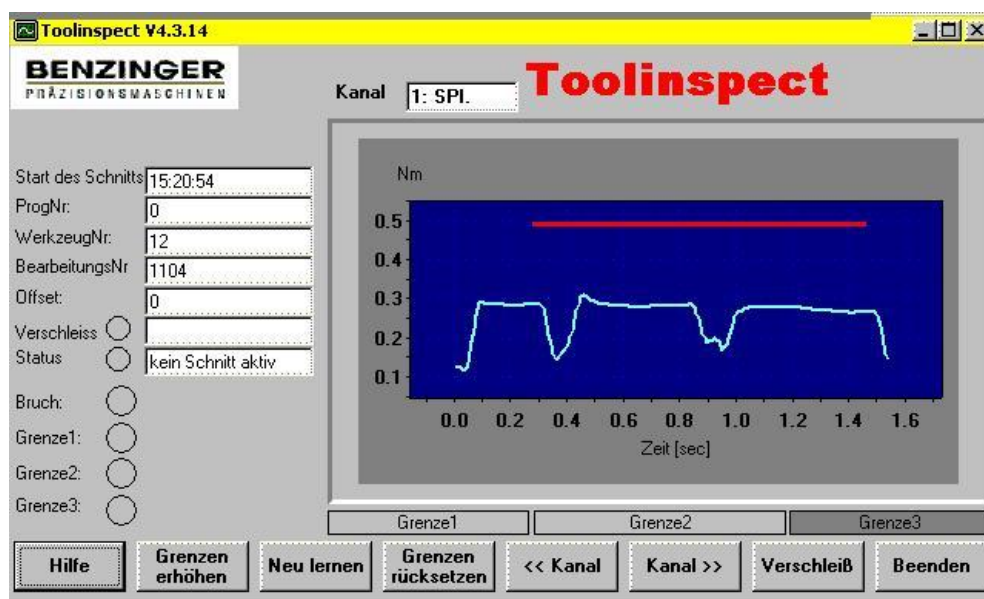 Toolinspect V4.3.14
BENZINGER
PRÄZISIONSMASCHINEN
Kanal 1: SPI.
Toolinspect
Start des Schnitts 15:20:54
ProgNr: 0
WerkzeugNr: 12
BearbeitungsNr 1104
Offset: 0
Verschleiss
Status kein Schnitt aktiv
Bruch:
Grenze1:
Grenze2:
Grenze3:
Nm
0.5
0.4
0.3
0.2
0.1
0.0 0.2 0.4 0.6 0.8 1.0 1.2 1.4 1.6
Zeit [sec]
Grenze1 Grenze2 Grenze3
Hilfe
Grenzen
erhöhen
Neu lernen
Grenzen
rücksetzen
<< Kanal
Kanal >>
Verschleiß
Beenden